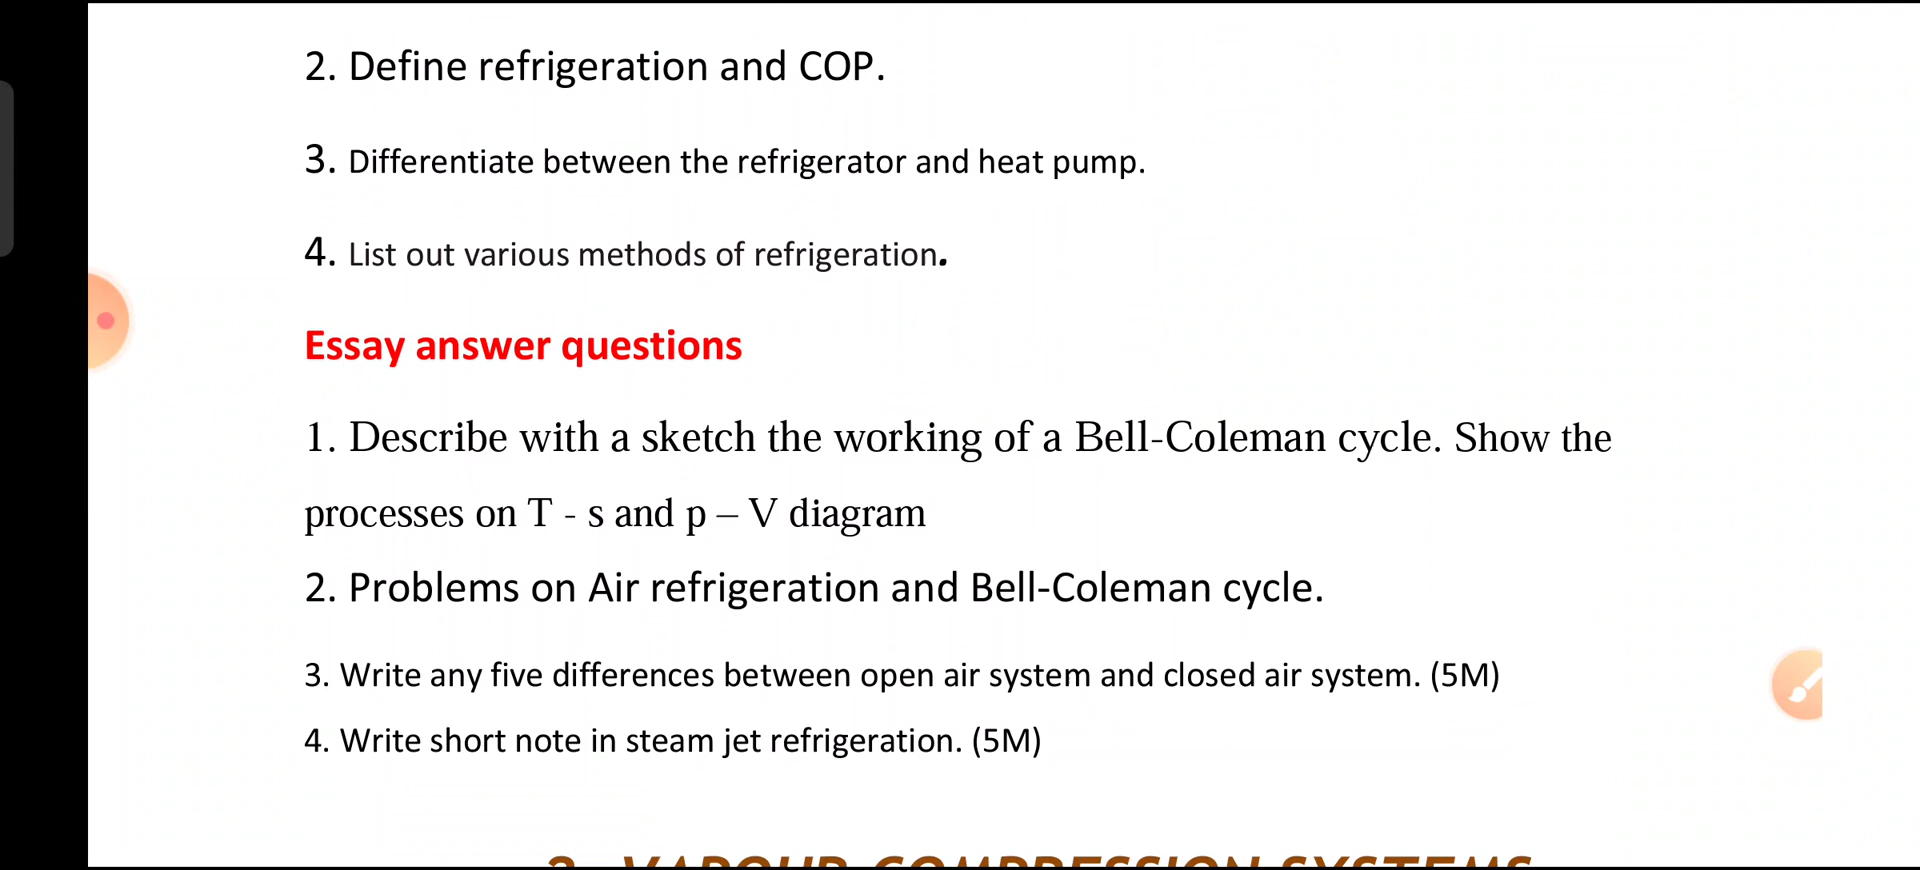 2. Define refrigeration and COP.
3. Differentiate between the refrigerator and heat pump.
4. List out various methods of refrigeration.
Essay answer questions
1. Describe with a sketch the working of a Bell-Coleman cycle. Show the
processes on T - s and p – V diagram
2. Problems on Air refrigeration and Bell-Coleman cycle.
3. Write any five differences between open air system and closed air system. (5M)
4. Write short note in steam jet refrigeration. (5M)
VAPOUR COMPRESSION SYSTEMS